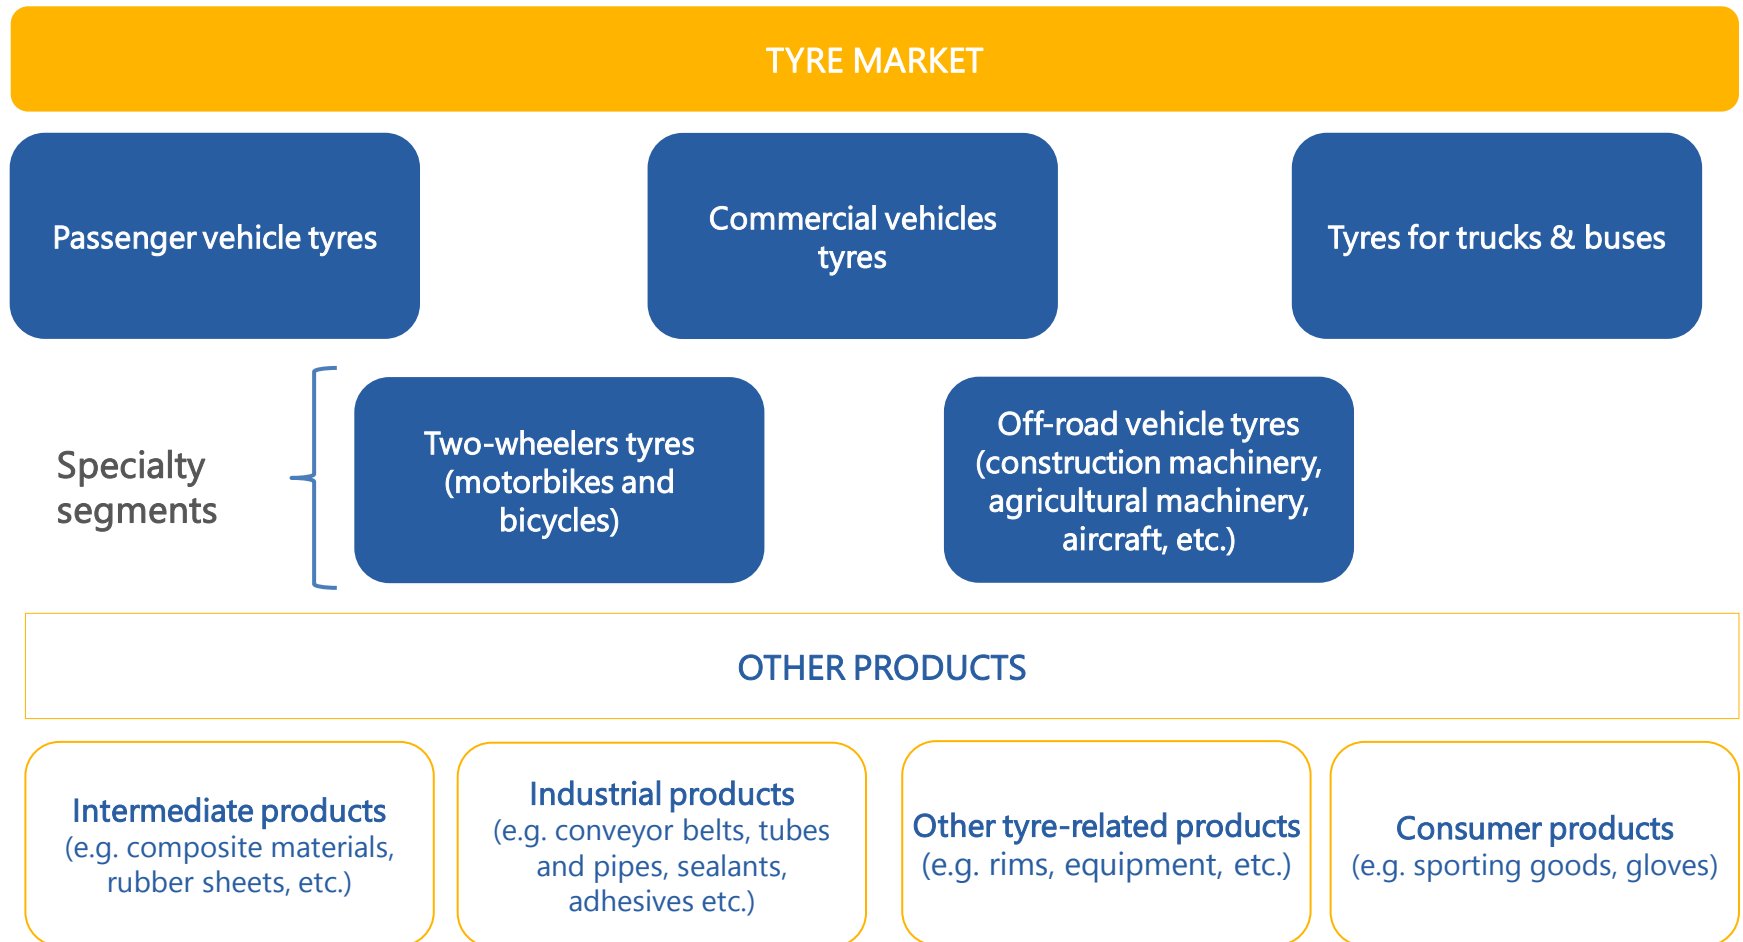 TYRE MARKET
Passenger vehicle tyres
Commercial vehicles
tyres
Tyres for trucks & buses
Specialty
segments
Two-wheelers tyres
(motorbikes and
bicycles)
Off-road vehicle tyres
(construction machinery,
agricultural machinery,
aircraft, etc.)
OTHER PRODUCTS
Intermediate products
(e.g. composite materials,
rubber sheets, etc.)
Industrial products
(e.g. conveyor belts, tubes
and pipes, sealants,
adhesives etc.)
Other tyre-related products
(e.g. rims, equipment, etc.)
Consumer products
(e.g. sporting goods, gloves)